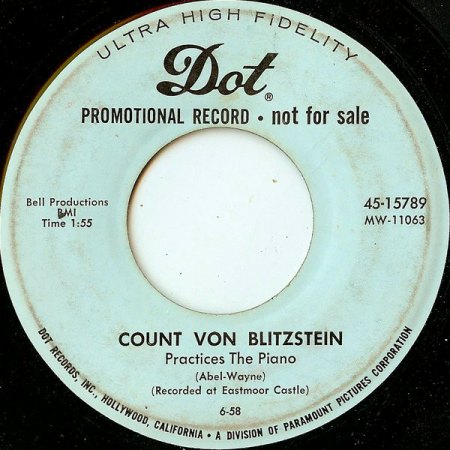 ULTRA HIGH FIDELITY
Dot®
PROMOTIONAL RECORD • not for sale
Bell Productions
BMI
Time 1:55
45-15789
MW-11063
COUNT VON BLITZSTEIN
Practices The Piano
(Abel-Wayne)
(Recorded at Eastmoor Castle)
6-58
DOT RECORDS, INC., HOLLYWOOD, CALIFORNIA • A DIVISION OF PARAMOUNT PICTURES CORPORATION